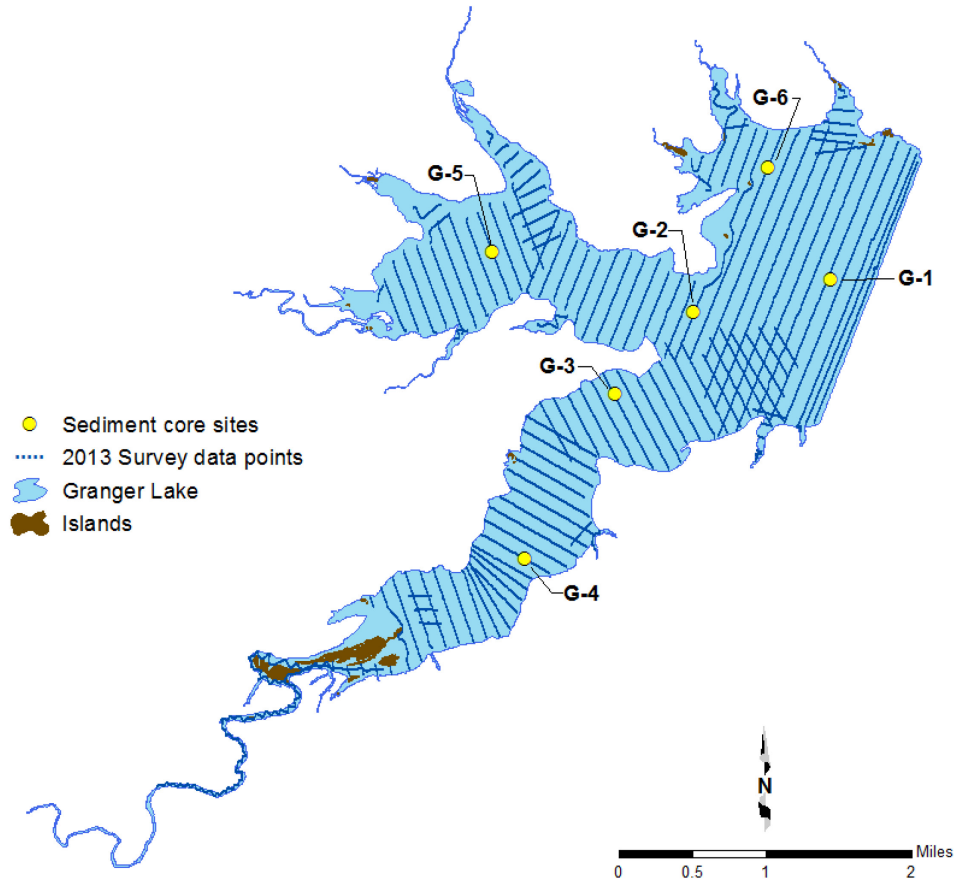 G-6
G-5
G-2
G-1
G-3
Sediment core sites
2013 Survey data points
Granger Lake
Islands
G-4
N
Miles
0 0.5 1 2